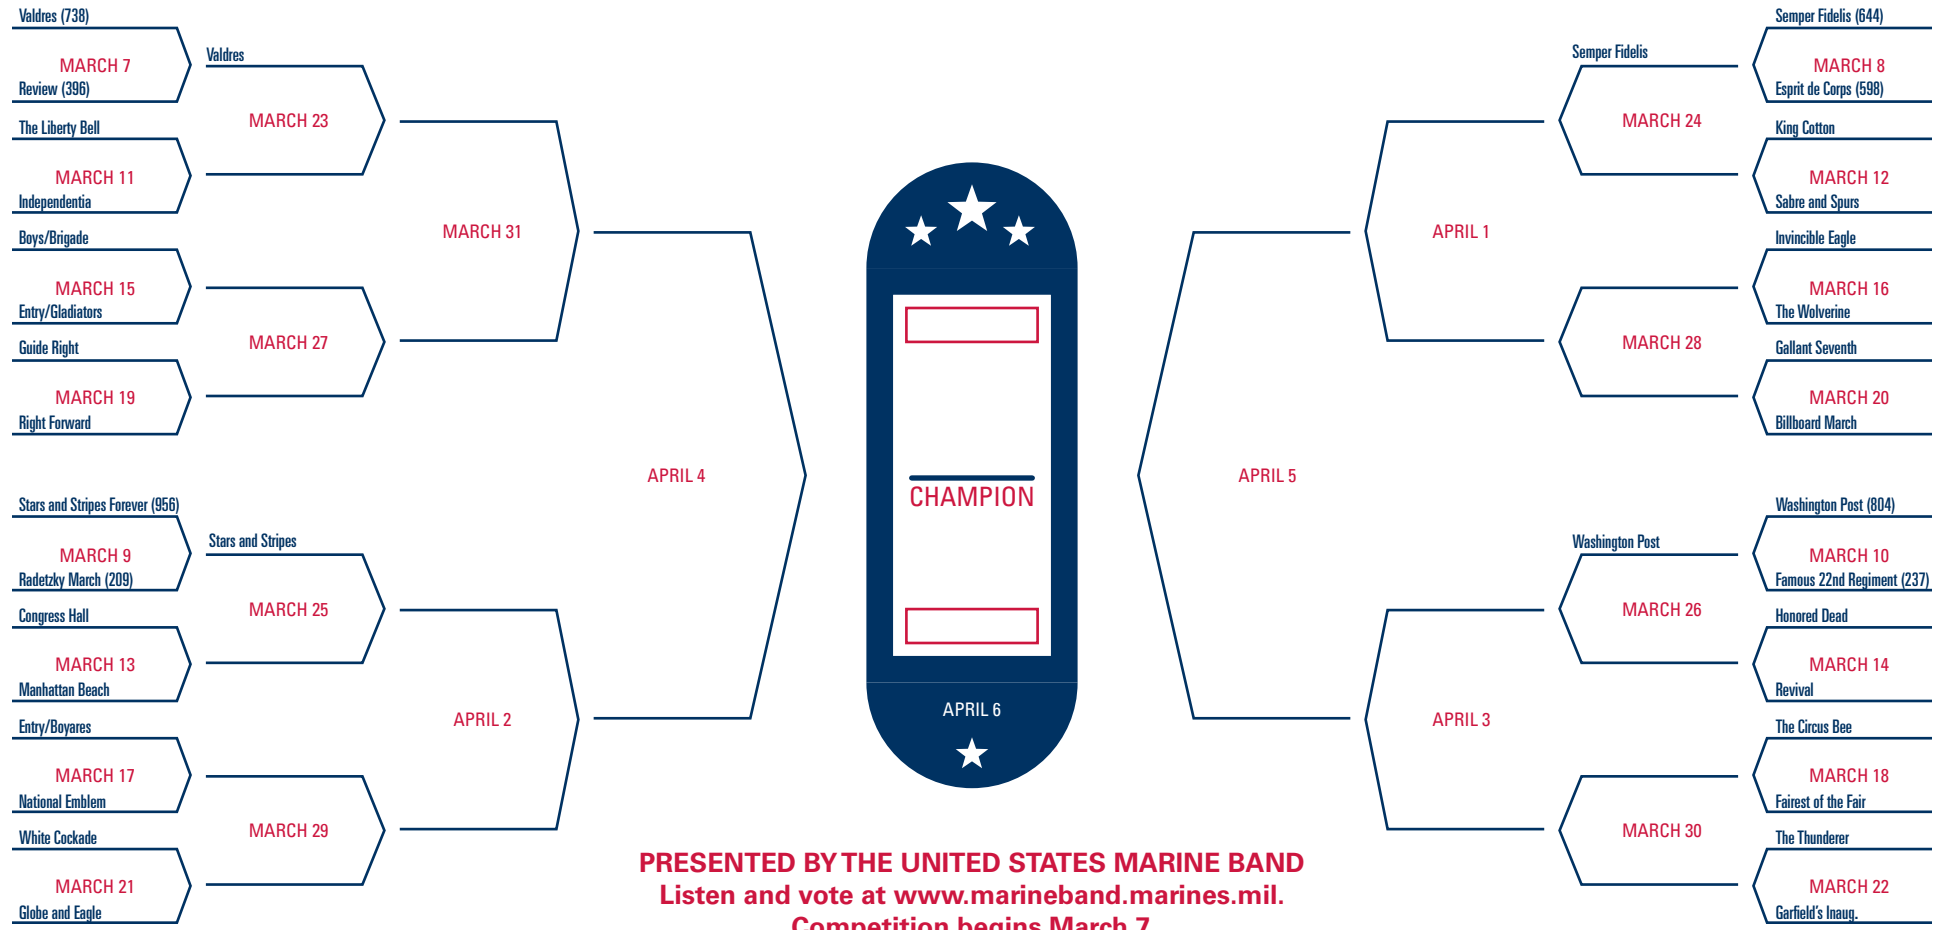 Valdres (738)
MARCH 7
Review (396)
The Liberty Bell
MARCH 11
Independentia
Boys/Brigade
MARCH 15
Entry/Gladiators
Guide Right
MARCH 19
Right Forward
Stars and Stripes Forever (956)
MARCH 9
Radetzky March (209)
Congress Hall
MARCH 13
Manhattan Beach
Entry/Boyares
MARCH 17
National Emblem
White Cockade
MARCH 21
Globe and Eagle
Valdres
MARCH 23
MARCH 27
Stars and Stripes
MARCH 25
MARCH 29
MARCH 31
APRIL 2
APRIL 4
CHAMPION
APRIL 6
APRIL 5
APRIL 1
APRIL 3
Semper Fidelis
MARCH 24
MARCH 28
Washington Post
MARCH 26
MARCH 30
Semper Fidelis (644)
MARCH 8
Esprit de Corps (598)
King Cotton
MARCH 12
Sabre and Spurs
Invincible Eagle
MARCH 16
The Wolverine
Gallant Seventh
MARCH 20
Billboard March
Washington Post (804)
MARCH 10
Famous 22nd Regiment (237)
Honored Dead
MARCH 14
Revival
The Circus Bee
MARCH 18
Fairest of the Fair
The Thunderer
MARCH 22
Garfield's Inaug.
PRESENTED BY THE UNITED STATES MARINE BAND
Listen and vote at www.marineband.marines.mil.
Competition begins March 7